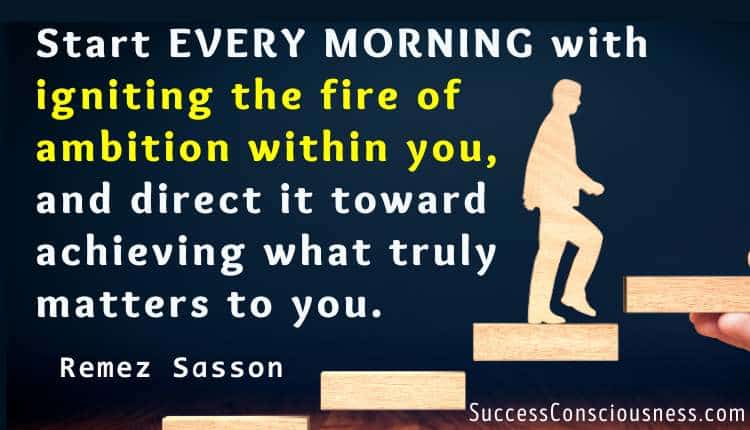 Start EVERY MORNING with
igniting the fire of
ambition within you,
and direct it toward
achieving what truly
matters to you.
Remez Sasson
SuccessConsciousness.com